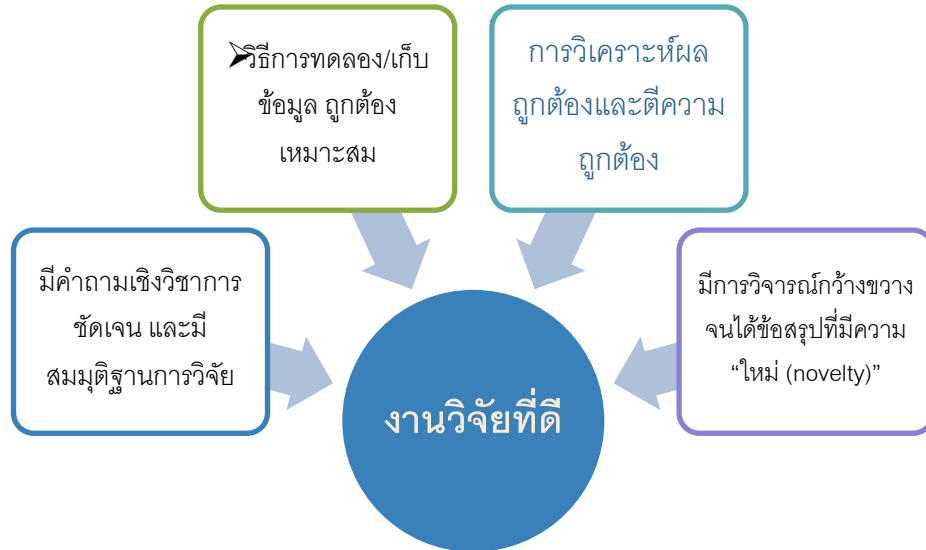 ➢วิธีการทดลอง/เก็บ
ข้อมูล ถูกต้อง
เหมาะสม
การวิเคราะห์ผล
ถูกต้องและตีความ
ถูกต้อง
มีคำถามเชิงวิชาการ
ชัดเจน และมี
สมมุติฐานการวิจัย
มีการวิจารณ์กว้างขวาง
จนได้ข้อสรุปที่มีความ
“ใหม่ (novelty)”
งานวิจัยที่ดี